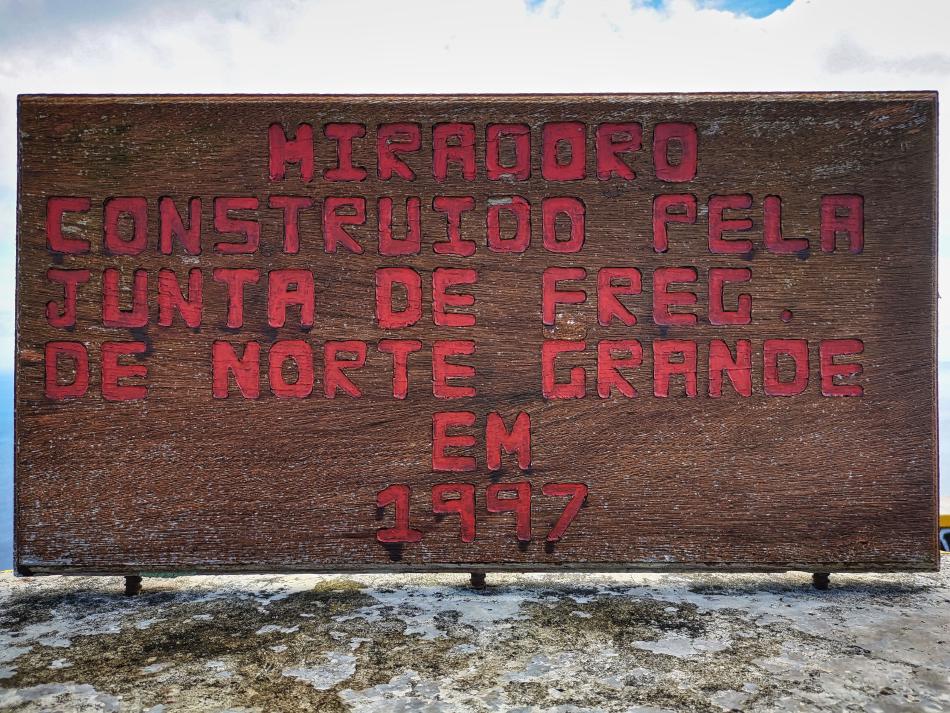 MIRADORO
CONSTRUIDO PELA
JUNTA DE FREG.
DE NORTE GRANDE
EM
1997